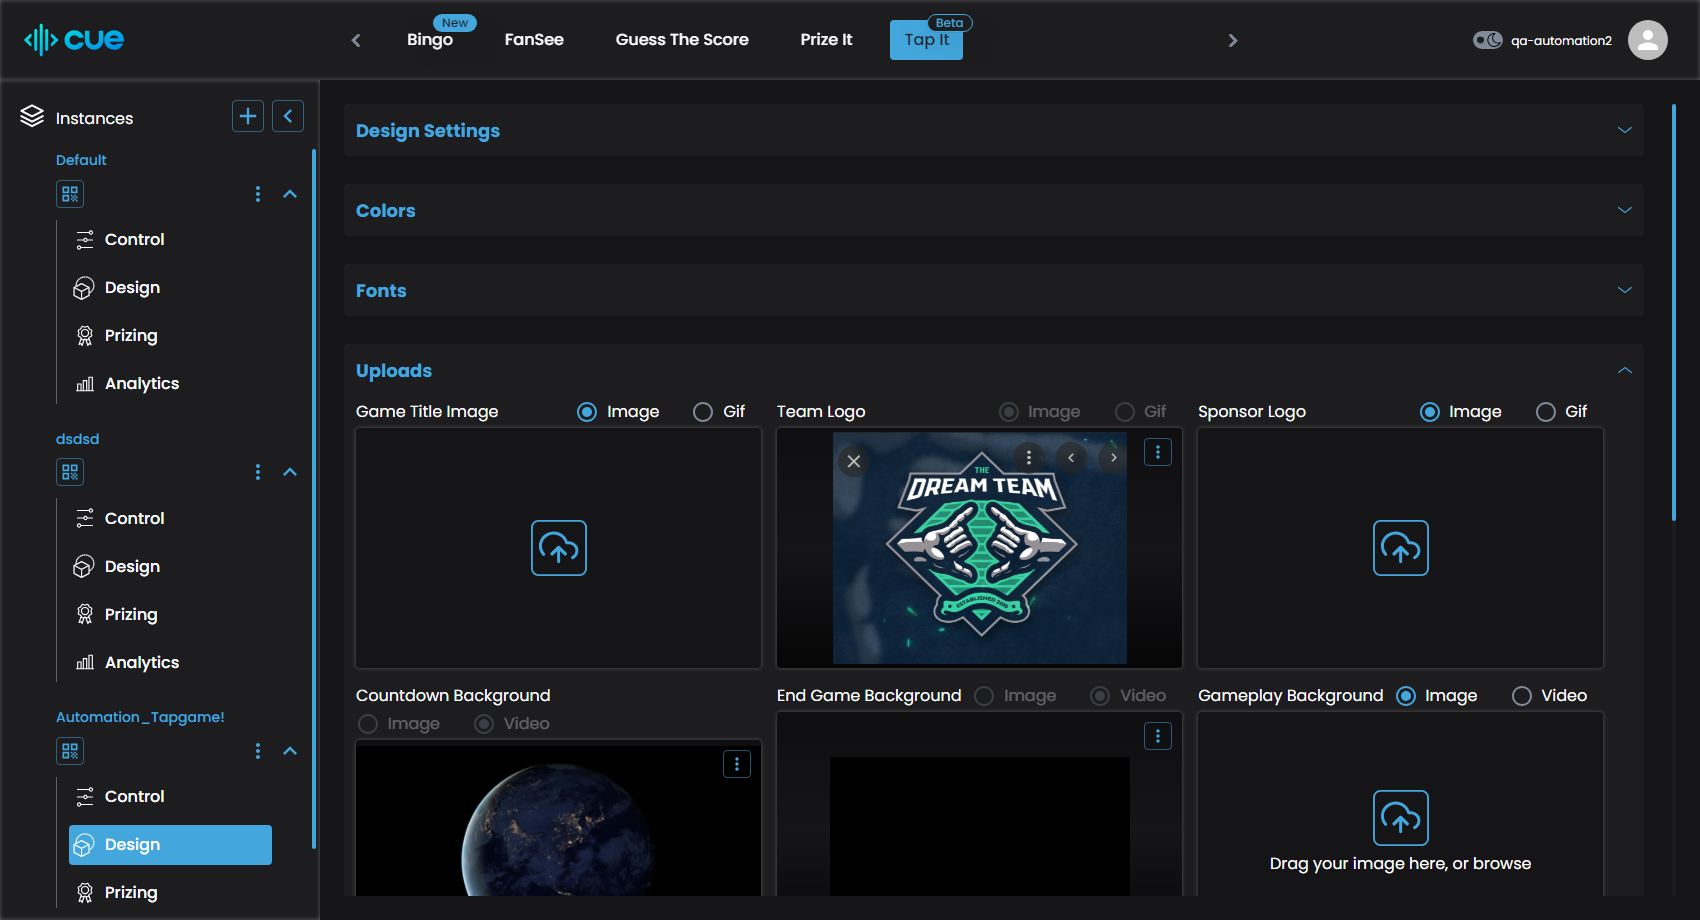 cue
Bingo
New
FanSee
Guess The Score
Prize It
Tap It
Beta
qa-automation2
Instances
Default
Control
Design
Prizing
Analytics
dsdsd
Control
Design
Prizing
Analytics
Automation_Tapgame!
Control
Design
Prizing
Design Settings
Colors
Fonts
Uploads
Game Title Image
Image
Gif
Team Logo
Image
Gif
Sponsor Logo
Image
Gif
THE
DREAM TEAM
ESTABLISHED 2010
Countdown Background
Image
Video
End Game Background
Image
Video
Gameplay Background
Image
Video
Drag your image here, or browse